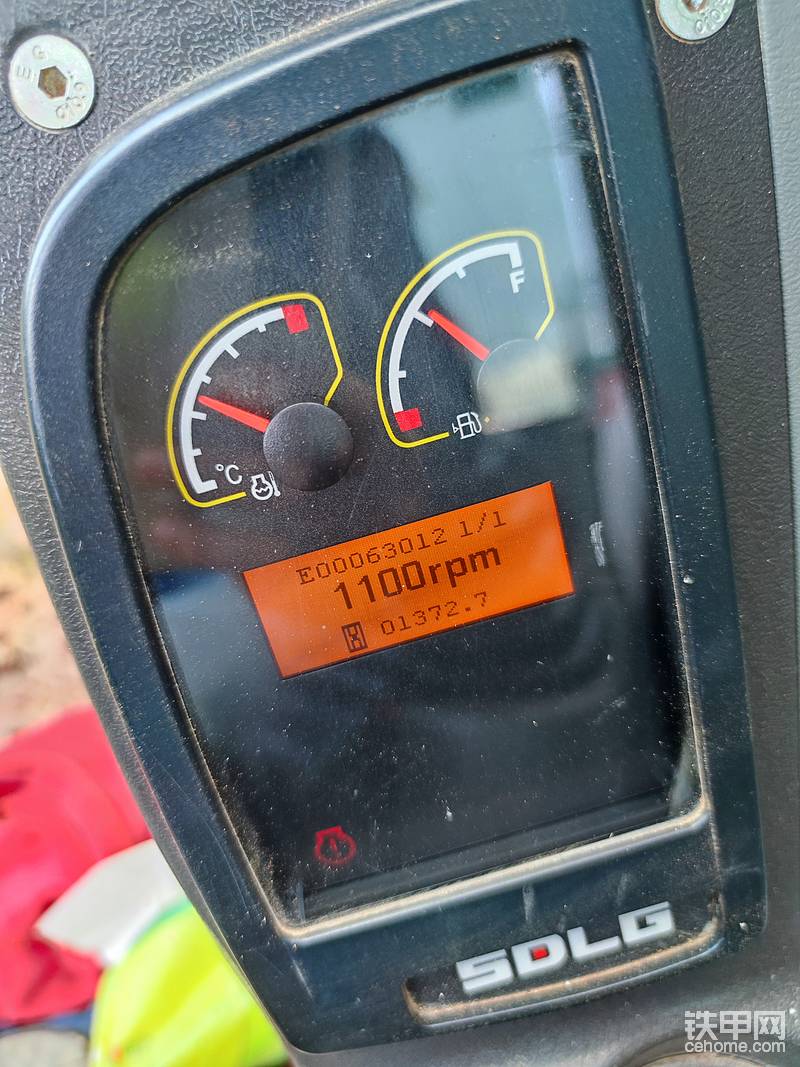 F
°C
E00063012 1/1
1100rpm
01372.7
SDLG
铁甲网
cehome.com